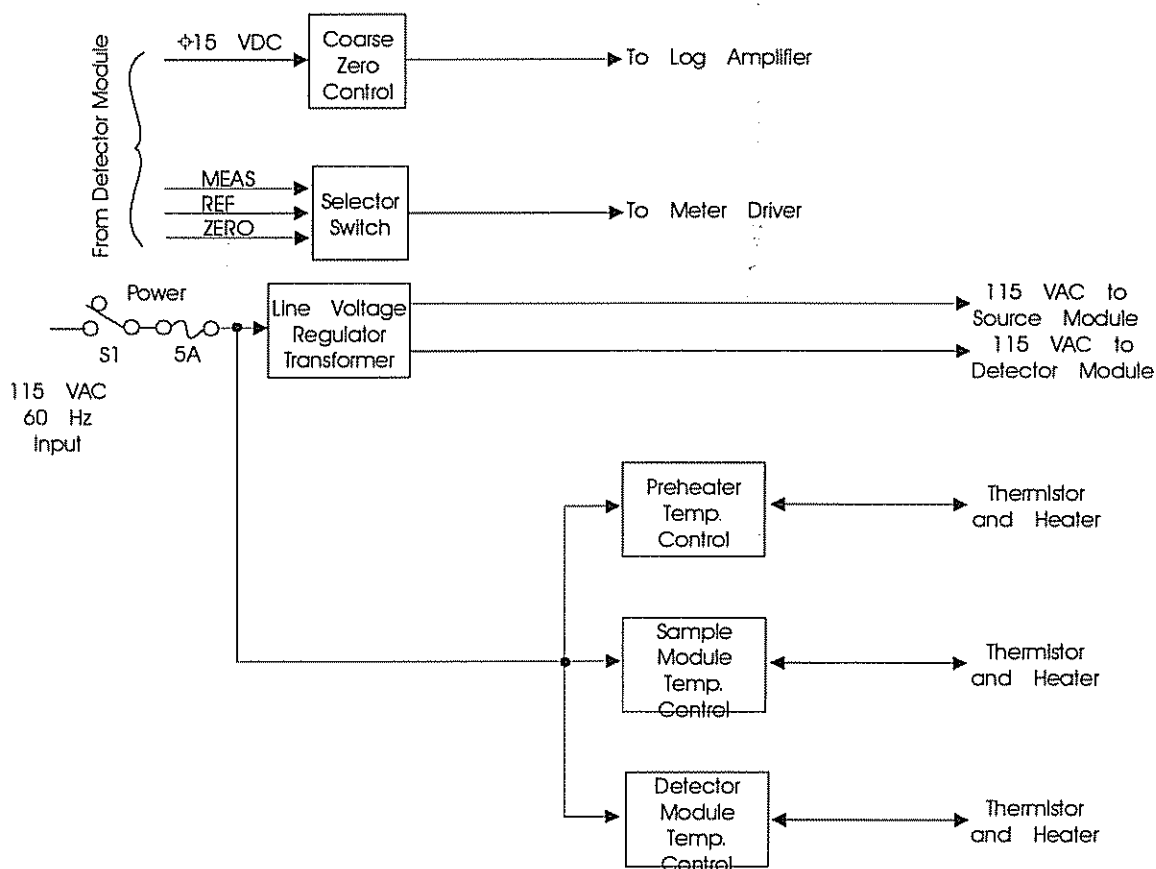 From Detector Module
+15 VDC
Coarse
Zero
Control
To Log Amplifier
MEAS
REF
ZERO
Selector
Switch
To Meter Driver
Power
S1
5A
115 VAC
60 Hz
Input
Line Voltage
Regulator
Transformer
115 VAC to
Source Module
115 VAC to
Detector Module
Preheater
Temp.
Control
Thermistor
and Heater
Sample
Module
Temp.
Control
Thermistor
and Heater
Detector
Module
Temp.
Control
Thermistor
and Heater